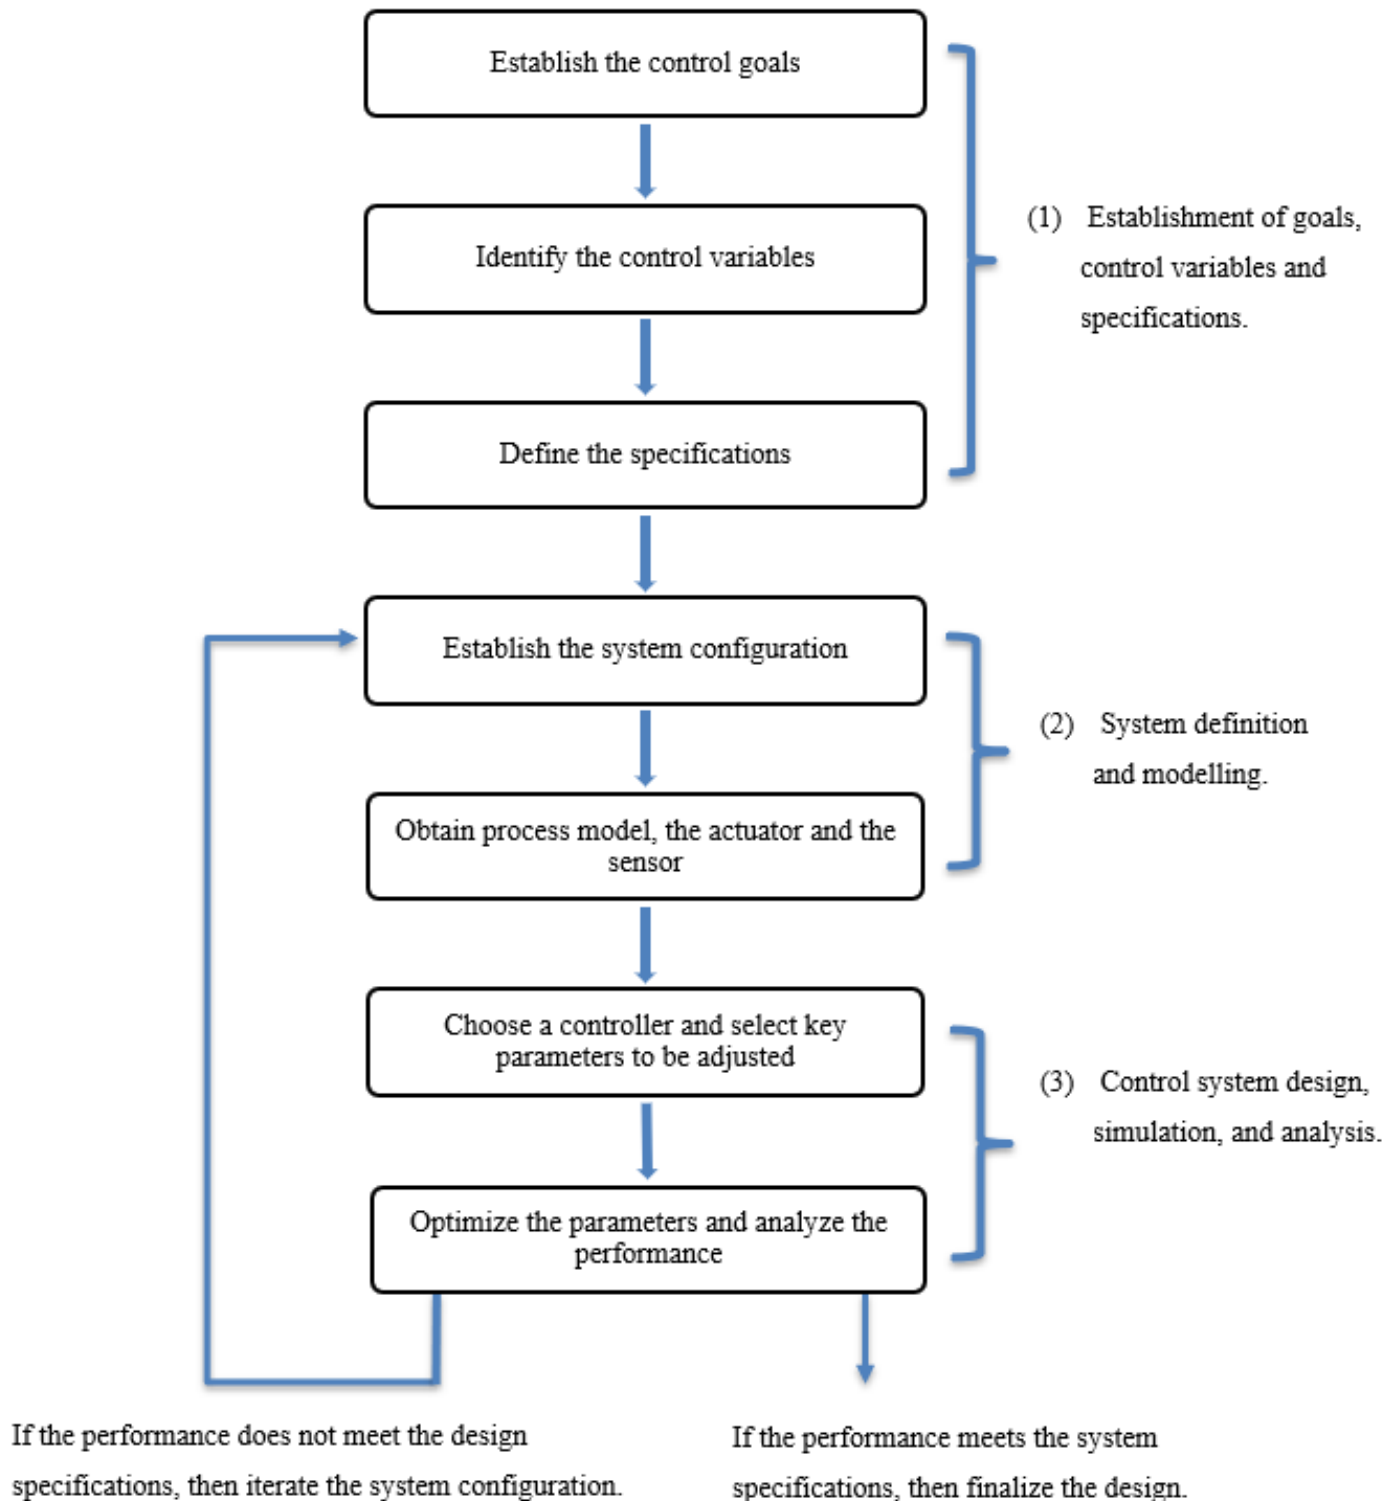 Establish the control goals
Identify the control variables
Define the specifications
(1) Establishment of goals,
control variables and
specifications.
Establish the system configuration
Obtain process model, the actuator and the
sensor
(2) System definition
and modelling.
Choose a controller and select key
parameters to be adjusted
Optimize the parameters and analyze the
performance
(3) Control system design,
simulation, and analysis.
If the performance does not meet the design
specifications, then iterate the system configuration.
If the performance meets the system
specifications, then finalize the design.